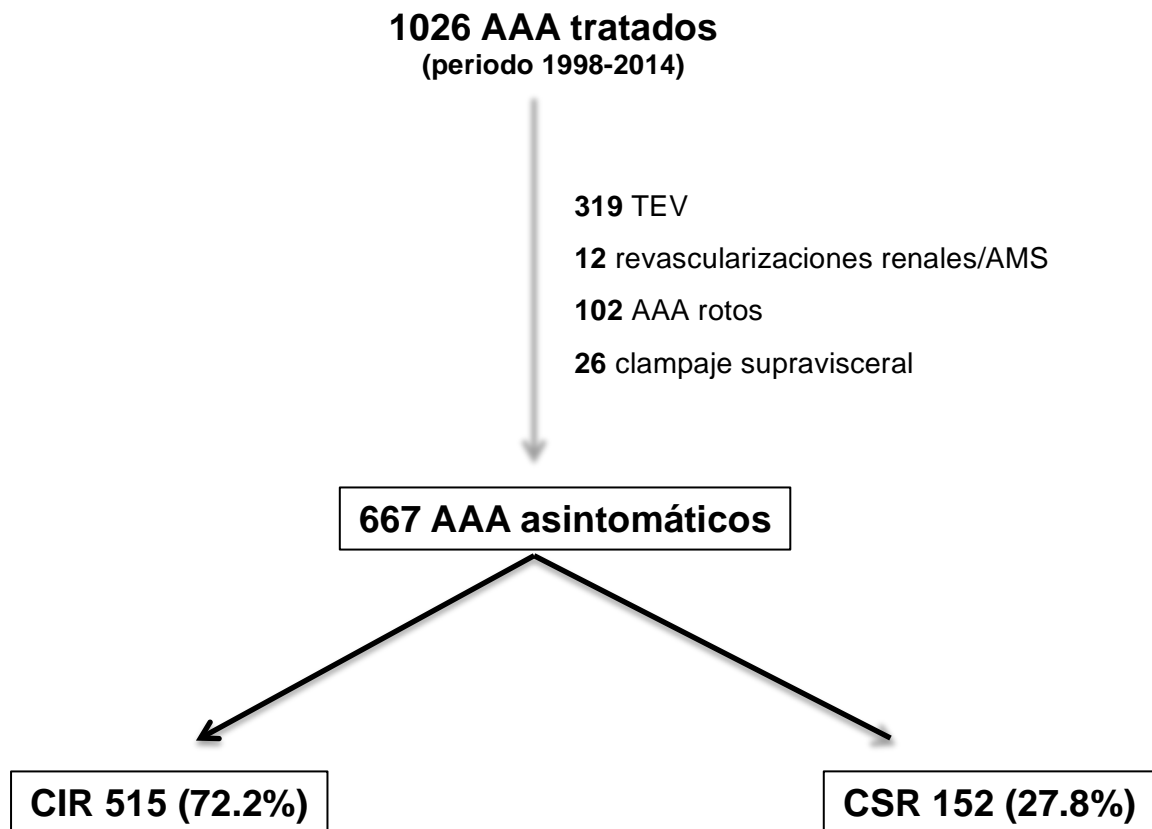 1026 AAA tratados
(periodo 1998-2014)
319 TEV
12 revascularizaciones renales/AMS
102 AAA rotos
26 clampaje supravisceral
667 AAA asintomáticos
CIR 515 (72.2%)
CSR 152 (27.8%)